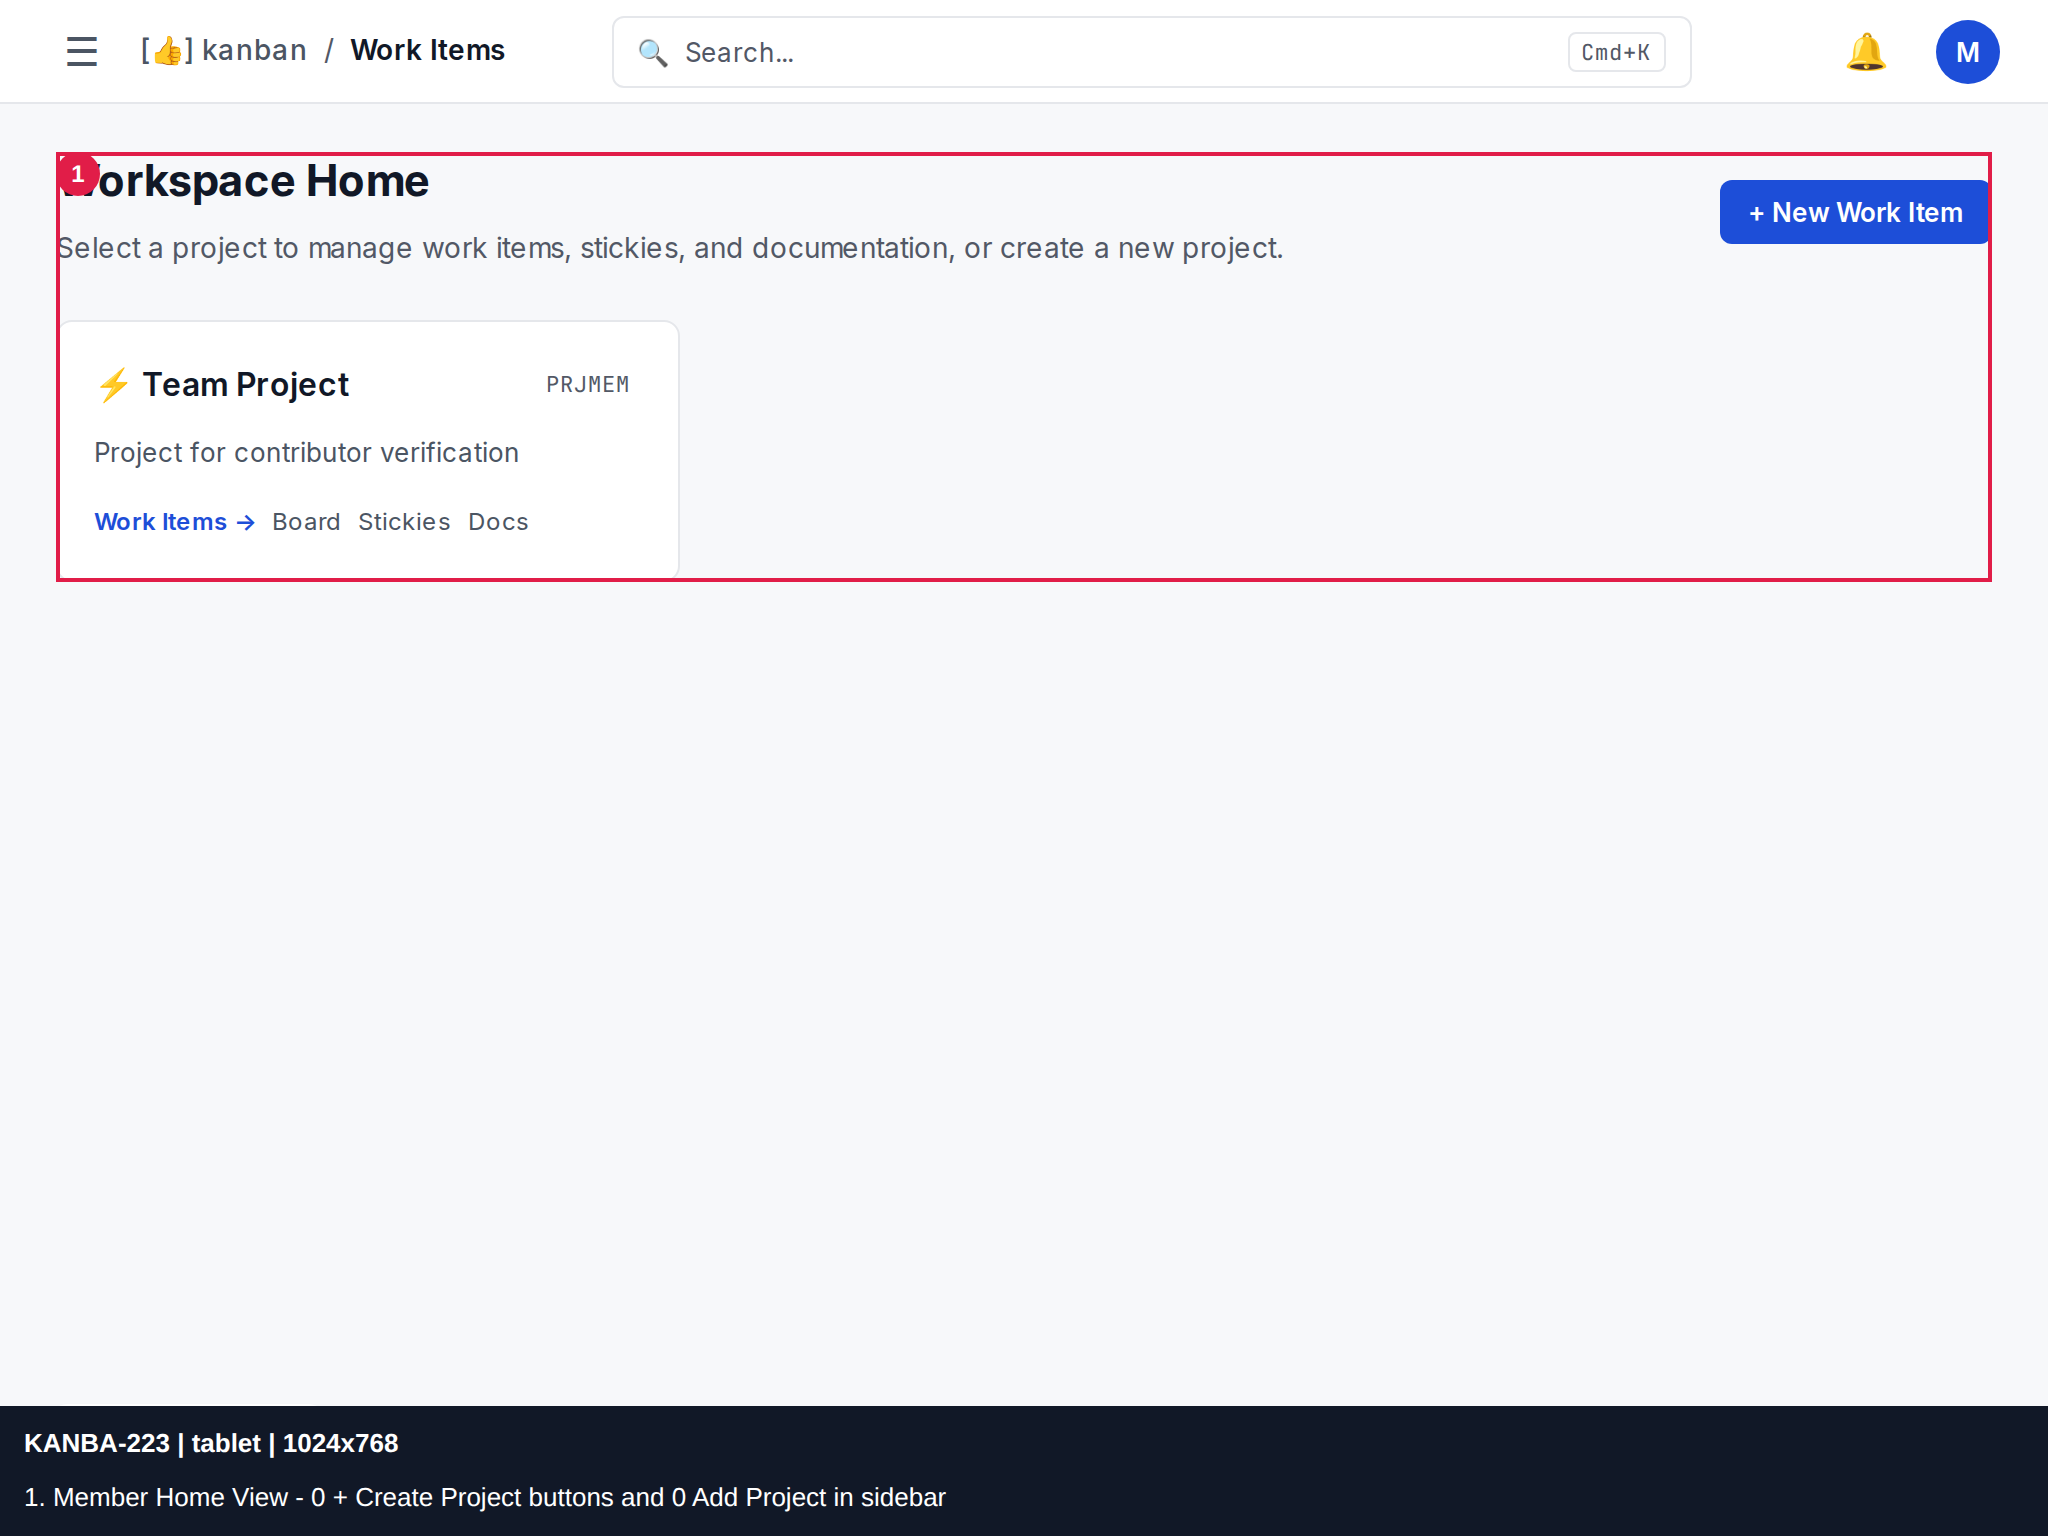 ☰ [👍] kanban / Work Items
🔍 Search... Cmd+K
🔔 M
1
Workspace Home
+ New Work Item
Select a project to manage work items, stickies, and documentation, or create a new project.
⚡ Team Project PRJMEM
Project for contributor verification
Work Items → Board Stickies Docs
KANBA-223 | tablet | 1024x768
1. Member Home View - 0 + Create Project buttons and 0 Add Project in sidebar